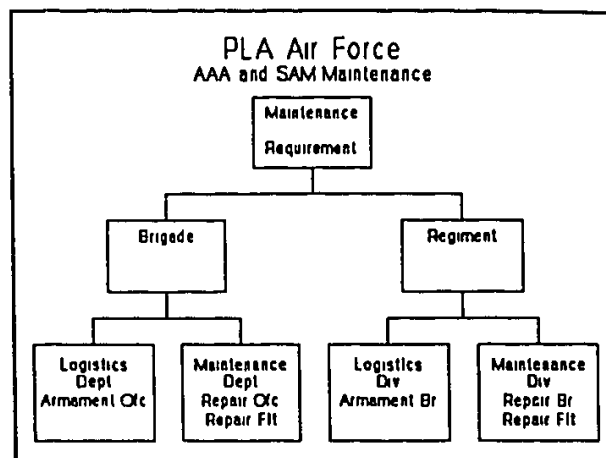 PLA Air Force
AAA and SAM Maintenance
Maintenance
Requirement
Brigade
Regiment
Logistics
Dept
Armament Ofc
Maintenance
Dept
Repair Ofc
Repair Flt
Logistics
Div
Armament Br
Maintenance
Div
Repair Br
Repair Flt